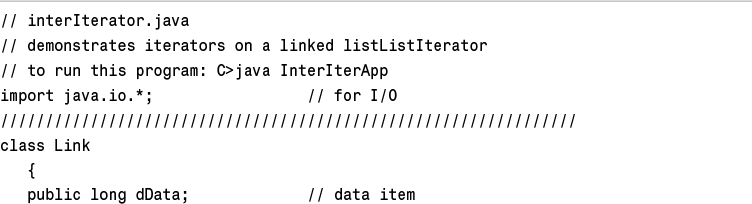 // interIterator.java
// demonstrates iterators on a linked listListIterator
// to run this program: C>java InterIterApp
import java.io.*; // for I/O
////////////////////////////////////////////////////////////////
class Link
{
public long dData; // data item